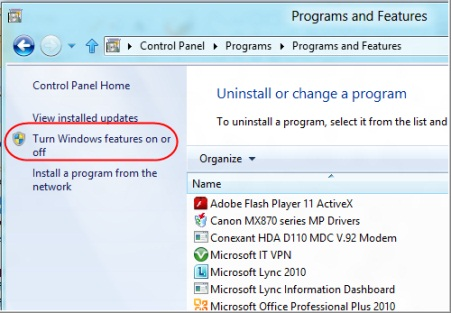 Programs and Features
Control Panel Programs Programs and Features
Control Panel Home
View installed updates
Turn Windows features on or
off
Install a program from the
network
Uninstall or change a program
To uninstall a program, select it from the list and
Organize
Name
Adobe Flash Player 11 ActiveX
Canon MX870 series MP Drivers
Conexant HDA D110 MDC V.92 Modem
Microsoft IT VPN
Microsoft Lync 2010
Microsoft Lync Information Dashboard
Microsoft Office Professional Plus 2010